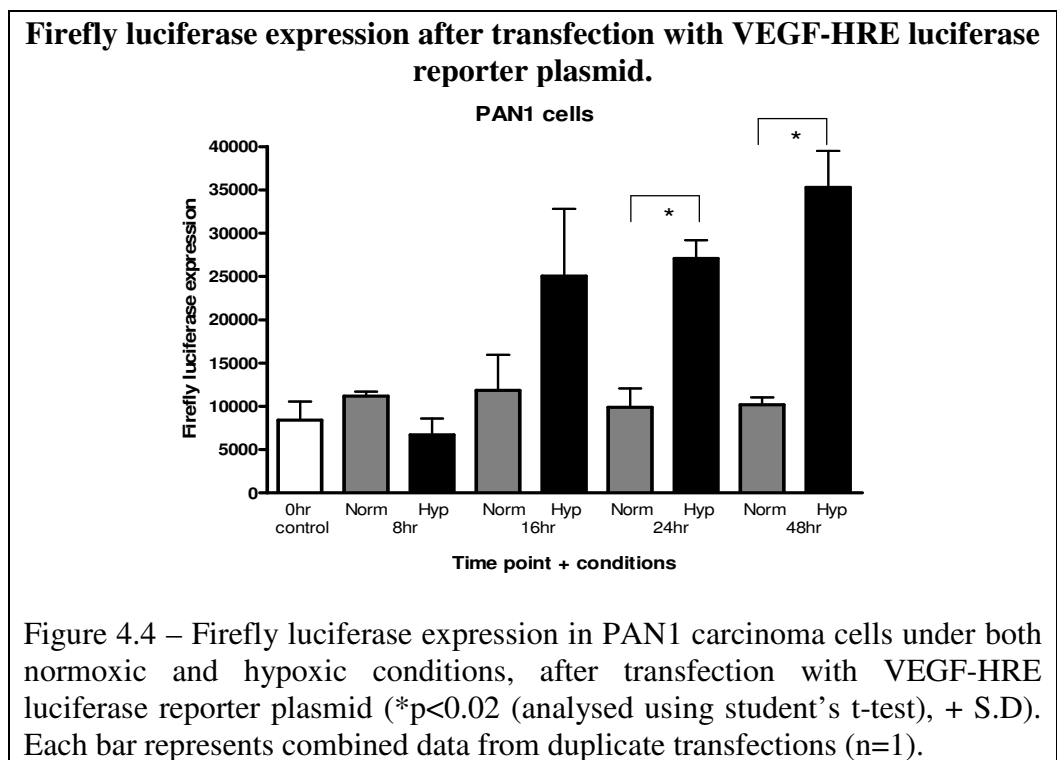 Firefly luciferase expression after transfection with VEGF-HRE luciferase
reporter plasmid.
PAN1 cells
Firefly luciferase expression
40000
35000
30000
25000
20000
15000
10000
5000
0
*
*
0hr Norm Hyp Norm Hyp Norm Hyp Norm Hyp
control 8hr 16hr 24hr 48hr
Time point + conditions
Figure 4.4 – Firefly luciferase expression in PAN1 carcinoma cells under both
normoxic and hypoxic conditions, after transfection with VEGF-HRE
luciferase reporter plasmid (*p<0.02 (analysed using student’s t-test), + S.D).
Each bar represents combined data from duplicate transfections (n=1).